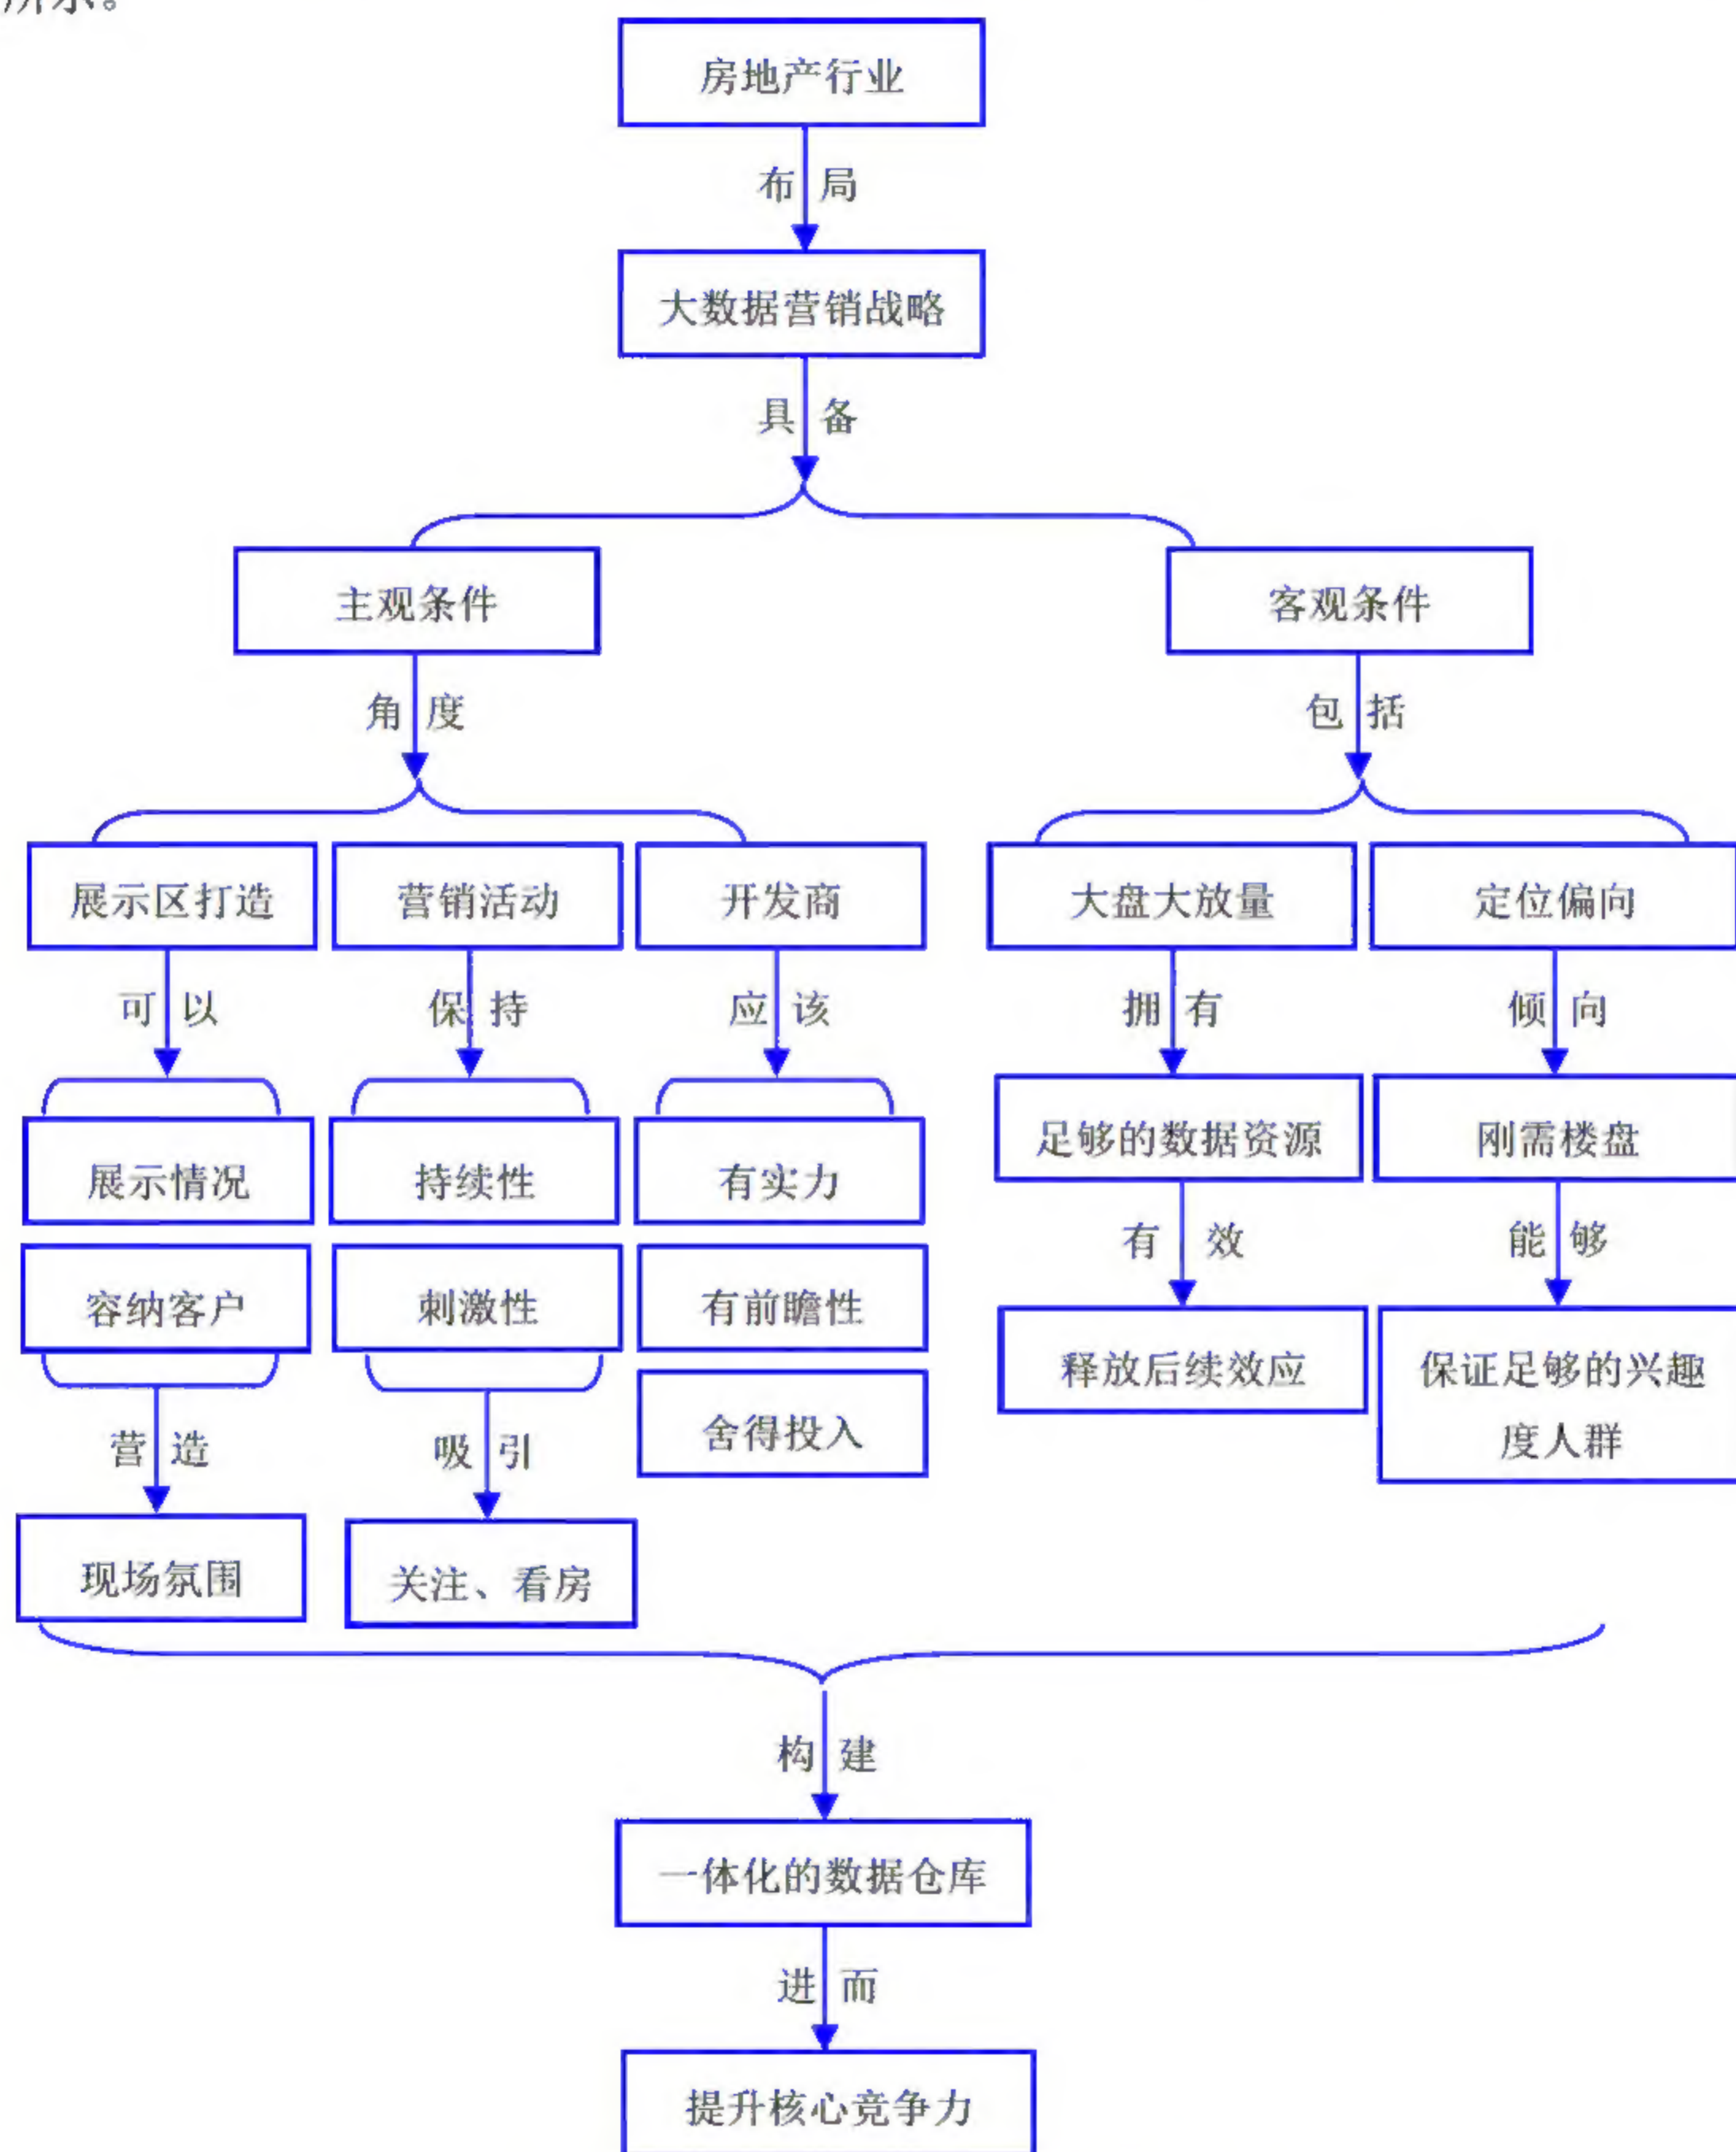 所示。
房地产行业
布局
大数据营销战略
具备
主观条件
客观条件
角度
包括
展示区打造
营销活动
开发商
大盘大放量
定位偏向
可以
保持
应该
拥有
倾向
展示情况
持续性
有实力
足够的数据资源
刚需楼盘
有效
能够
容纳客户
刺激性
有前瞻性
释放后续效应
保证足够的兴趣
度人群
舍得投入
营造
吸引
现场氛围
关注、看房
构建
一体化的数据仓库
进而
提升核心竞争力